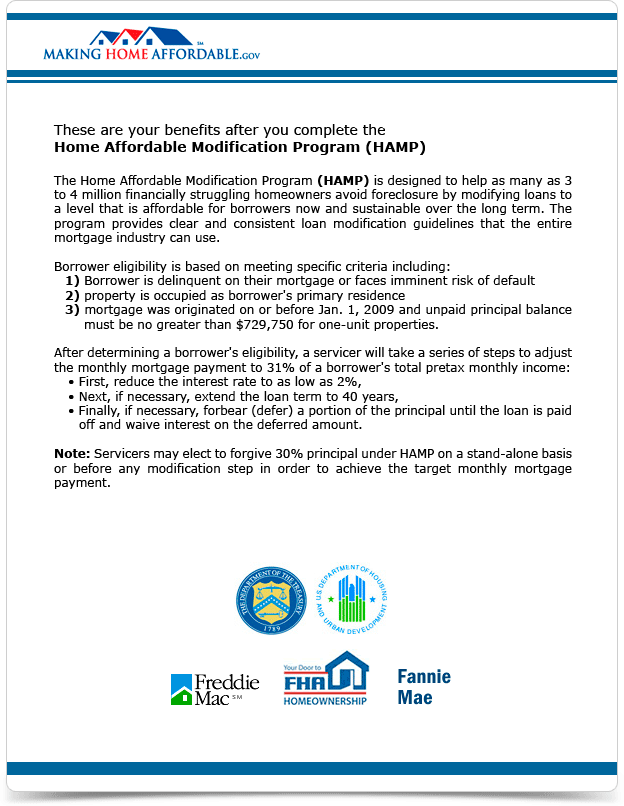 SM
MAKING HOME AFFORDABLE.GOV
These are your benefits after you complete the
Home Affordable Modification Program (HAMP)
The Home Affordable Modification Program (HAMP) is designed to help as many as 3
to 4 million financially struggling homeowners avoid foreclosure by modifying loans to
a level that is affordable for borrowers now and sustainable over the long term. The
program provides clear and consistent loan modification guidelines that the entire
mortgage industry can use.
Borrower eligibility is based on meeting specific criteria including:
1) Borrower is delinquent on their mortgage or faces imminent risk of default
2) property is occupied as borrower's primary residence
3) mortgage was originated on or before Jan. 1, 2009 and unpaid principal balance
must be no greater than $729,750 for one-unit properties.
After determining a borrower's eligibility, a servicer will take a series of steps to adjust
the monthly mortgage payment to 31% of a borrower's total pretax monthly income:
• First, reduce the interest rate to as low as 2%,
• Next, if necessary, extend the loan term to 40 years,
• Finally, if necessary, forbear (defer) a portion of the principal until the loan is paid
off and waive interest on the deferred amount.
Note: Servicers may elect to forgive 30% principal under HAMP on a stand-alone basis
or before any modification step in order to achieve the target monthly mortgage
payment.
THE DEPARTMENT OF THE TREASURY
1789
U.S. DEPARTMENT OF HOUSING
AND URBAN DEVELOPMENT
Freddie
Mac SM
Your Door to
FHA
HOMEOWNERSHIP
Fannie
Mae